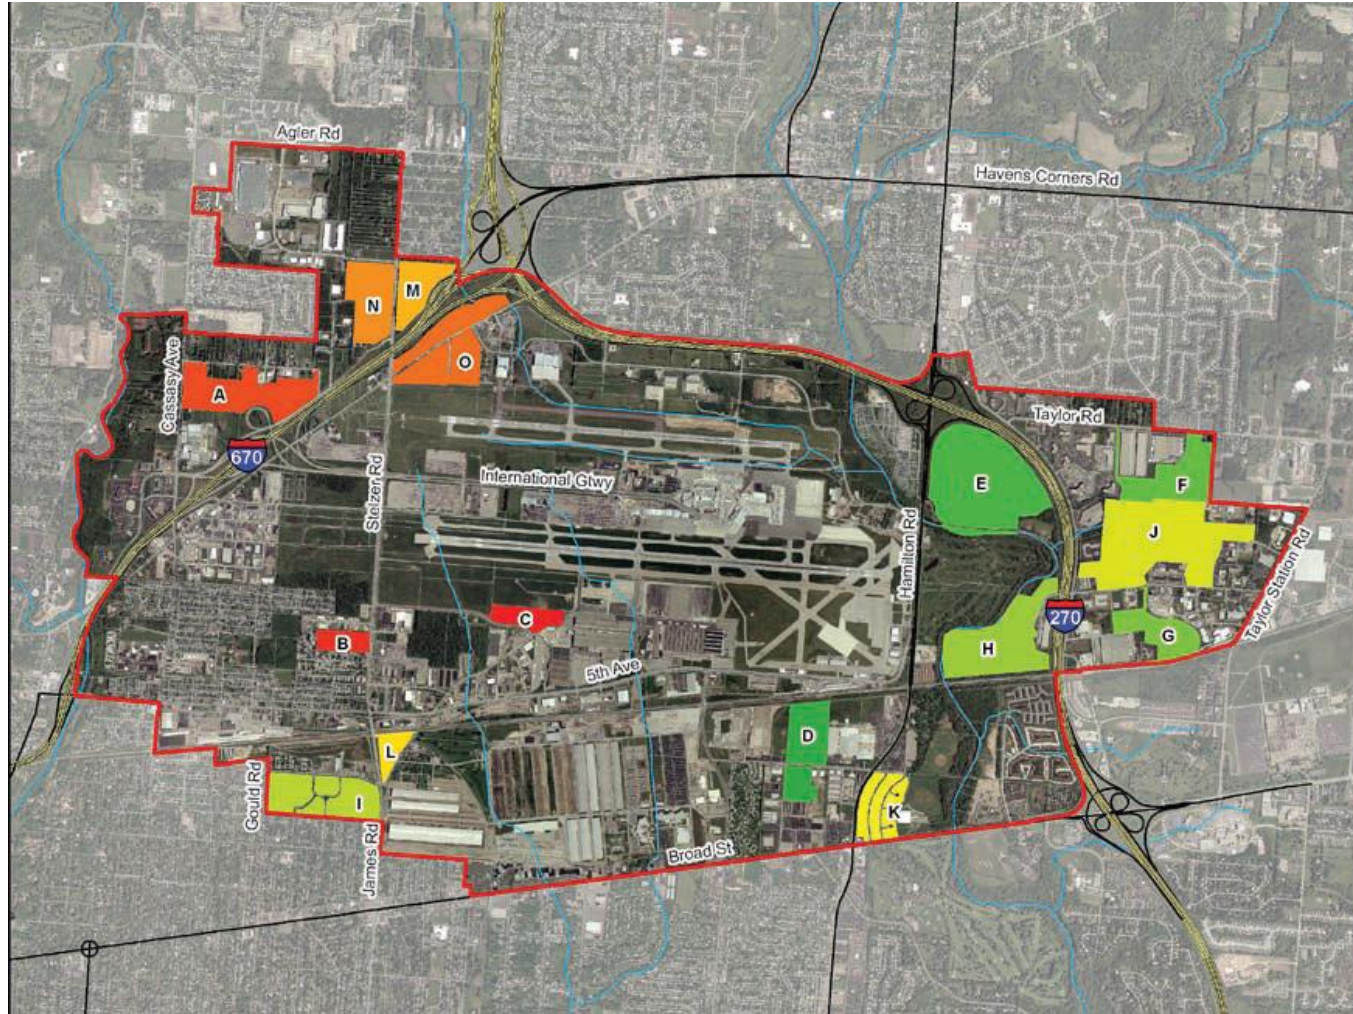 Agler Rd
Havens Corners Rd
N
M
O
A
Cassasy Ave
Taylor Rd
670
Stelzer Rd
International Gtwy
E
F
J
Hamilton Rd
Taylor Station Rd
C
B
270
G
H
5th Ave
D
L
I
K
Gould Rd
James Rd
Broad St